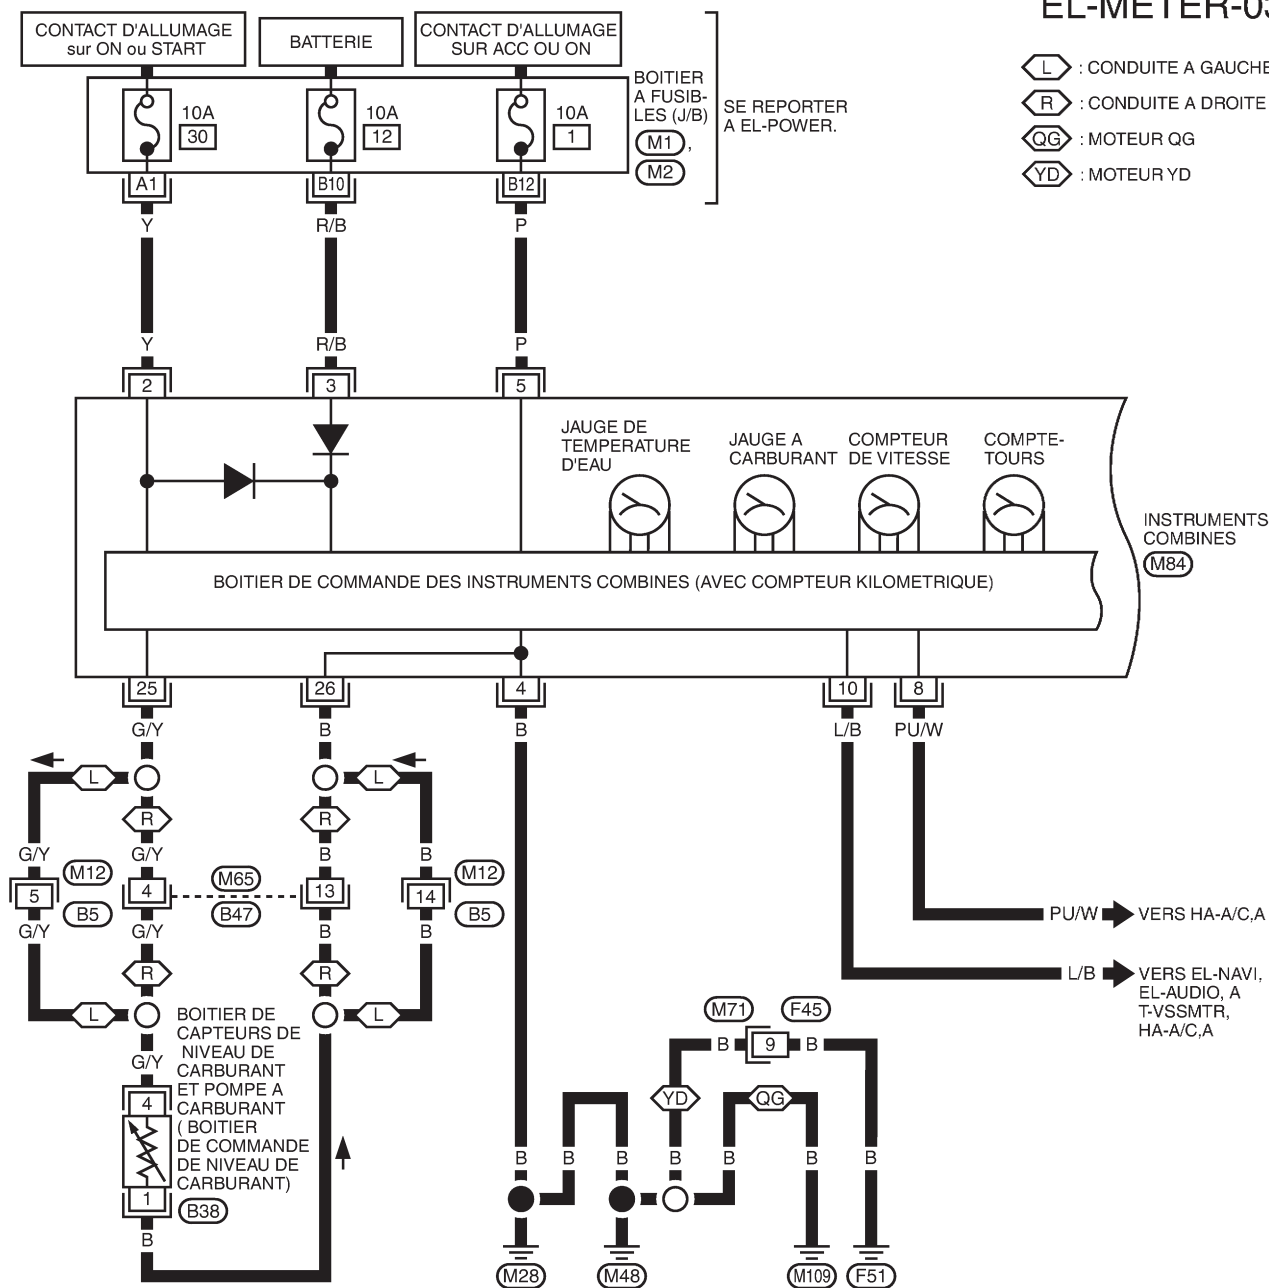 EL-METER-03
CONTACT D'ALLUMAGE
sur ON ou START
BATTERIE
CONTACT D'ALLUMAGE
SUR ACC OU ON
L : CONDUITE A GAUCHE
R : CONDUITE A DROITE
QG : MOTEUR QG
YD : MOTEUR YD
10A
30
10A
12
10A
1
BOITIER
A FUSIB-
LES (J/B)
M1 ,
M2
SE REPORTER
A EL-POWER.
A1
B10
B12
Y
R/B
P
Y
R/B
P
2
3
5
JAUGE DE
TEMPERATURE
D'EAU
JAUGE A
CARBURANT
COMPTEUR
DE VITESSE
COMPTE-
TOURS
INSTRUMENTS
COMBINES
M84
BOITIER DE COMMANDE DES INSTRUMENTS COMBINES (AVEC COMPTEUR KILOMETRIQUE)
25
26
4
10
8
G/Y
B
B
L/B
PU/W
L
L
R
R
G/Y
G/Y
B
B
5
M12
B5
4
M65
B47
13
14
M12
B5
G/Y
G/Y
B
B
R
R
L
L
PU/W
VERS HA-A/C,A
L/B
VERS EL-NAVI,
EL-AUDIO, A
T-VSSMTR,
HA-A/C,A
G/Y
BOITIER DE
CAPTEURS DE
NIVEAU DE
CARBURANT
ET POMPE A
CARBURANT
( BOITIER
DE COMMANDE
DE NIVEAU DE
CARBURANT)
4
1
B38
B
M71
F45
B
9
B
YD
QG
B
B
B
B
B
B
B
M28
M48
M109
F51